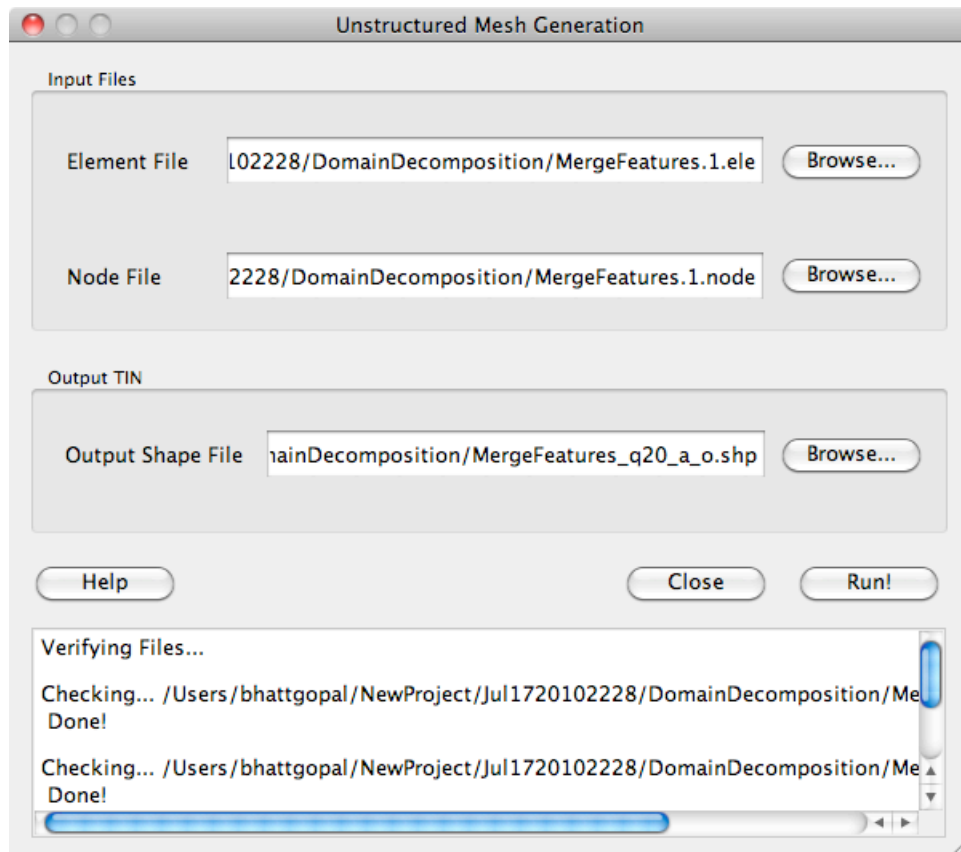 Unstructured Mesh Generation
Input Files
Element File
102228/DomainDecomposition/MergeFeatures.1.ele
Browse...
Node File
2228/DomainDecomposition/MergeFeatures.1.node
Browse...
Output TIN
Output Shape File
nainDecomposition/MergeFeatures_q20_a_o.shp
Browse...
Help
Close
Run!
Verifying Files...
Checking... /Users/bhattgopal/NewProject/Jul1720102228/DomainDecomposition/Me
Done!
Checking... /Users/bhattgopal/NewProject/Jul1720102228/DomainDecomposition/Me
Done!